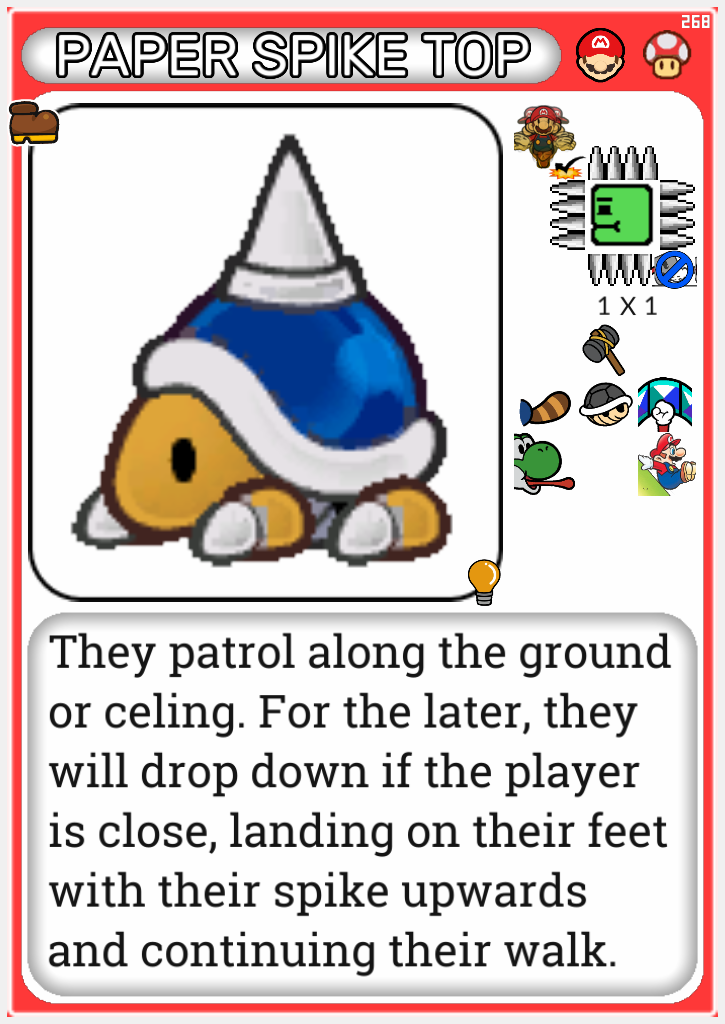 268
PAPER SPIKE TOP
1 X 1
They patrol along the ground
or celing. For the later, they
will drop down if the player
is close, landing on their feet
with their spike upwards
and continuing their walk.